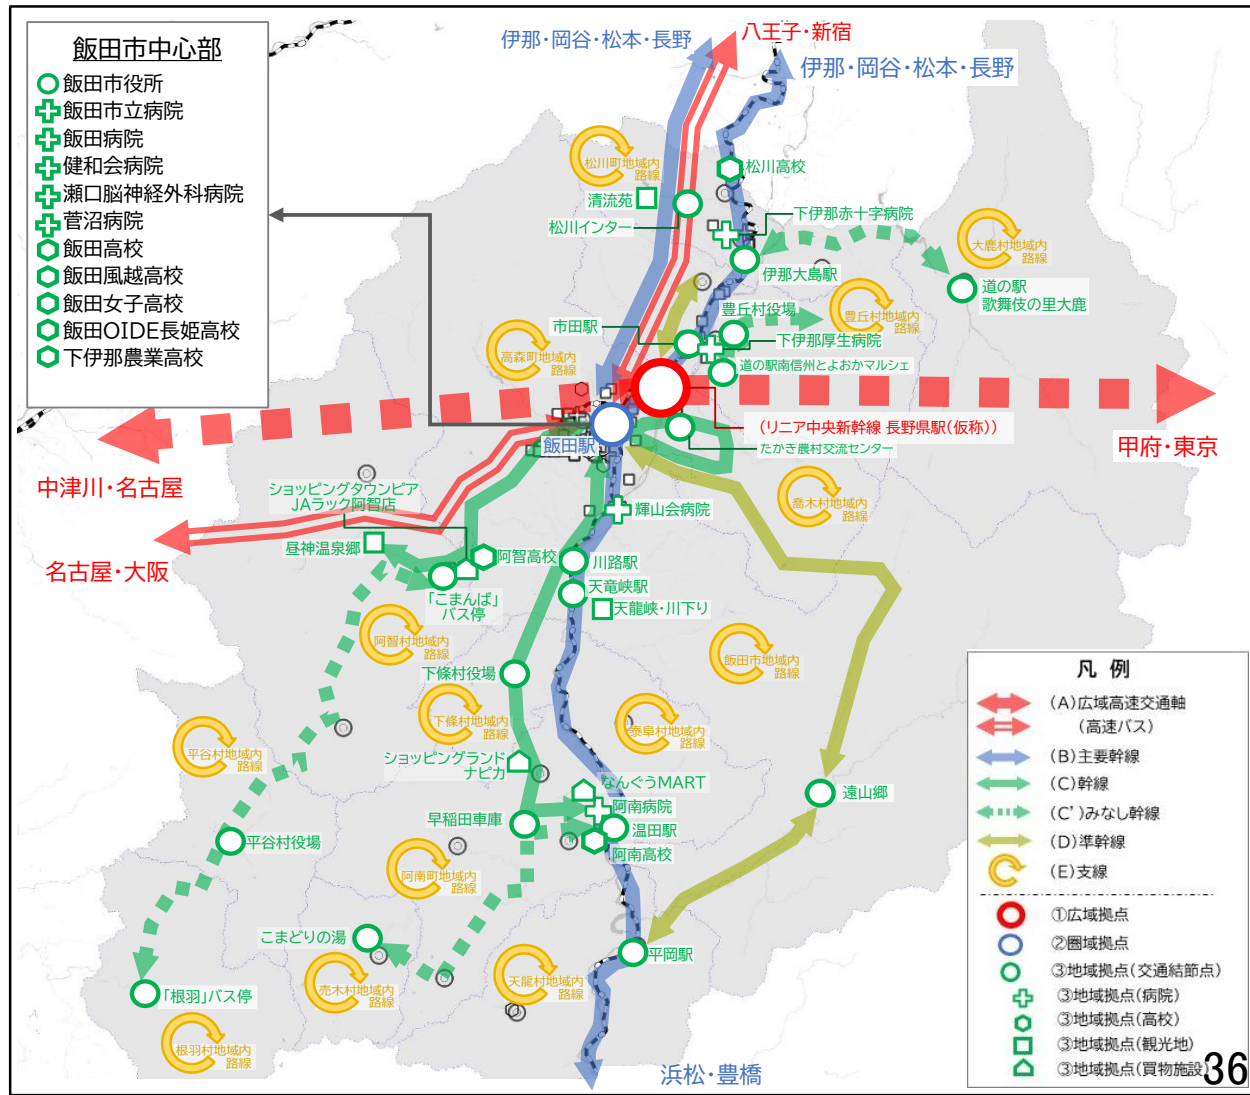 飯田市中心部
飯田市役所
飯田市立病院
飯田病院
健和会病院
瀬口脳神経外科病院
菅沼病院
飯田高校
飯田風越高校
飯田女子高校
飯田OIDE長姫高校
下伊那農業高校
伊那・岡谷・松本・長野
八王子・新宿
伊那・岡谷・松本・長野
松川町地域内
路線
松川高校
清流苑
松川インター
下伊那赤十字病院
大鹿村地域内
路線
伊那大島駅
道の駅
歌舞伎の里大鹿
豊丘村役場
豊丘村地域内
路線
市田駅
下伊那厚生病院
高森町地域内
路線
道の駅南信州とよおかマルシェ
(リニア中央新幹線 長野県駅(仮称))
飯田駅
たかぎ農村交流センター
甲府・東京
中津川・名古屋
ショッピングタウンピア
JAラック阿智店
喬木村地域内
路線
輝山会病院
昼神温泉郷
阿智高校
川路駅
名古屋・大阪
「こまんば」
バス停
天竜峡駅
天龍峡・川下り
阿智村地域内
路線
飯田市地域内
路線
下條村役場
下條村地域内
路線
泰阜村地域内
路線
平谷村地域内
路線
ショッピングランド
ナピカ
なんぐうMART
阿南病院
遠山郷
早稲田車庫
温田駅
平谷村役場
阿南高校
阿南町地域内
路線
こまどりの湯
平岡駅
売木村地域内
路線
天龍村地域内
路線
「根羽」バス停
根羽村地域内
路線
浜松・豊橋
凡 例
(A)広域高速交通軸
(高速バス)
(B)主要幹線
(C)幹線
(C')みなし幹線
(D)準幹線
(E)支線
①広域拠点
②圏域拠点
③地域拠点(交通結節点)
③地域拠点(病院)
③地域拠点(高校)
③地域拠点(観光地)
③地域拠点(買物施設)
36